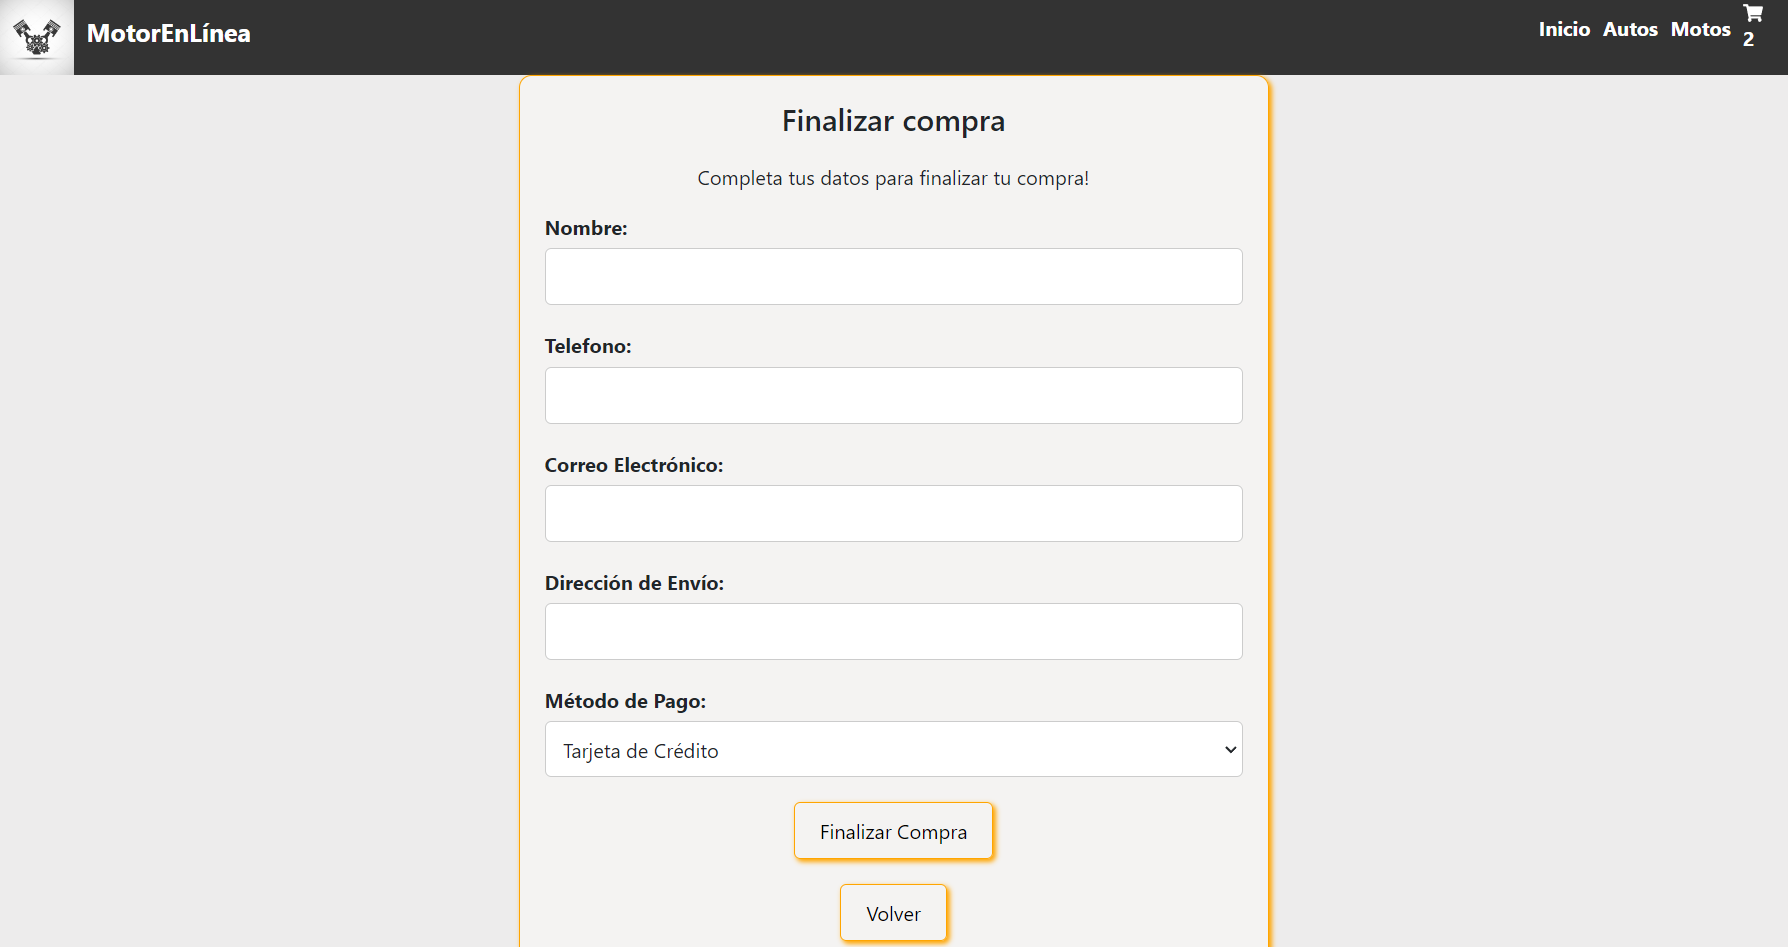 MotorEnLínea
Inicio Autos Motos
2
Finalizar compra
Completa tus datos para finalizar tu compra!
Nombre:
Telefono:
Correo Electrónico:
Dirección de Envío:
Método de Pago:
Tarjeta de Crédito
Finalizar Compra
Volver